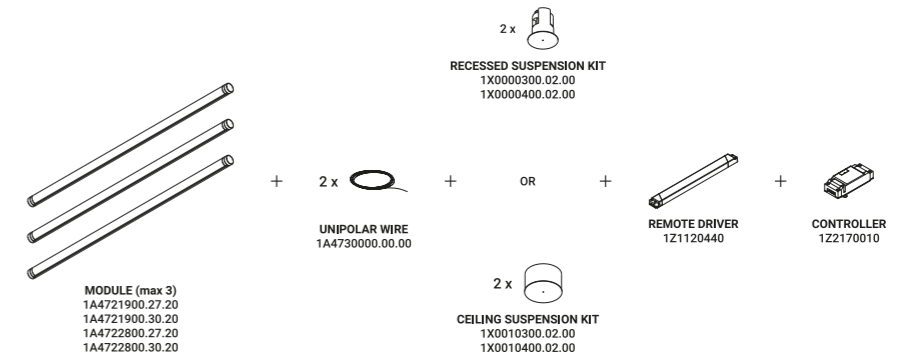 2 x
RECESSED SUSPENSION KIT
1X0000300.02.00
1X0000400.02.00
+
2 x
+
OR
+
+
UNIPOLAR WIRE
1A4730000.00.00
REMOTE DRIVER
1Z1120440
CONTROLLER
1Z2170010
MODULE (max 3)
1A4721900.27.20
1A4721900.30.20
1A4722800.27.20
1A4722800.30.20
2 x
CEILING SUSPENSION KIT
1X0010300.02.00
1X0010400.02.00